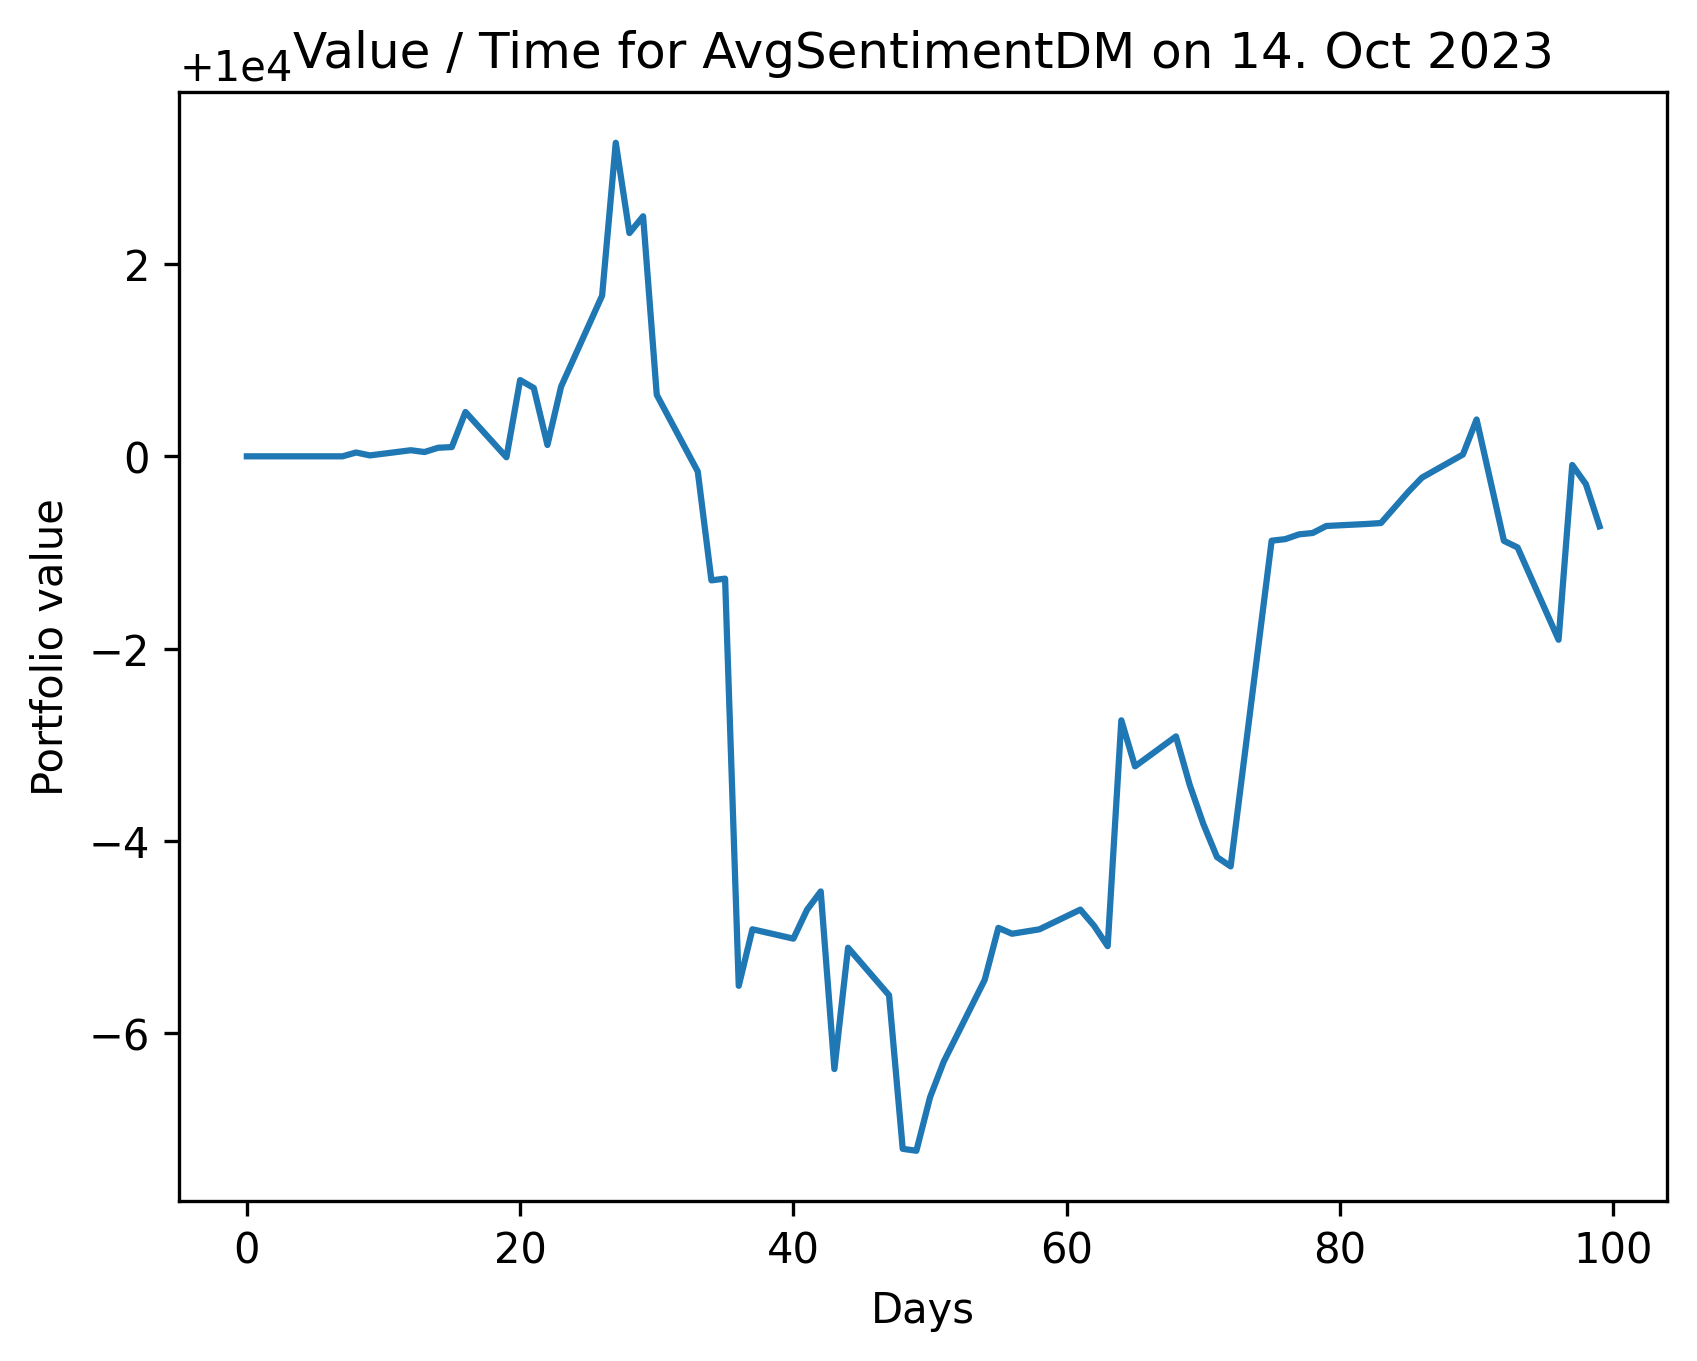 Value / Time for AvgSentimentDM on 14. Oct 2023
+1e4
Portfolio value
2
0
−2
−4
−6
0 20 40 60 80 100
Days